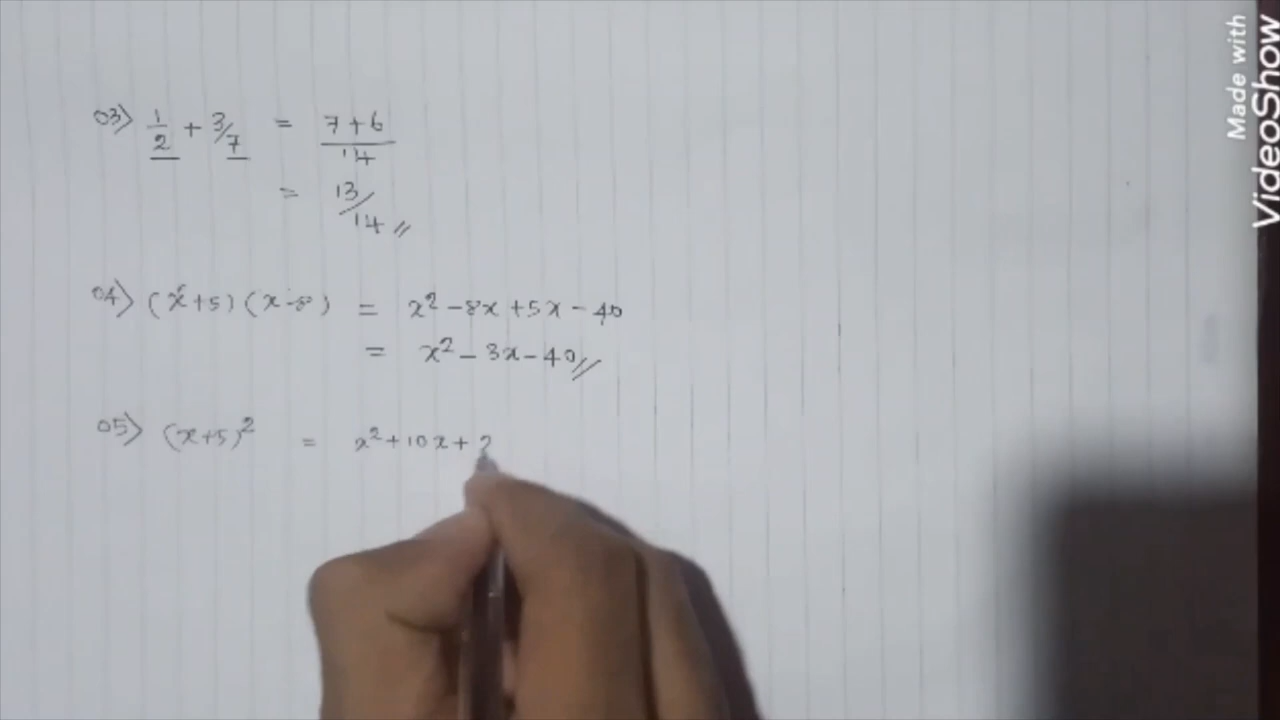 03) 1/2 + 3/7 = 7+6/14
= 13/14 //
04) (x+5)(x-8) = x² - 8x + 5x - 40
= x² - 3x - 40 //
05) (x+5)² = x² + 10x + 2
Made with
VideoShow